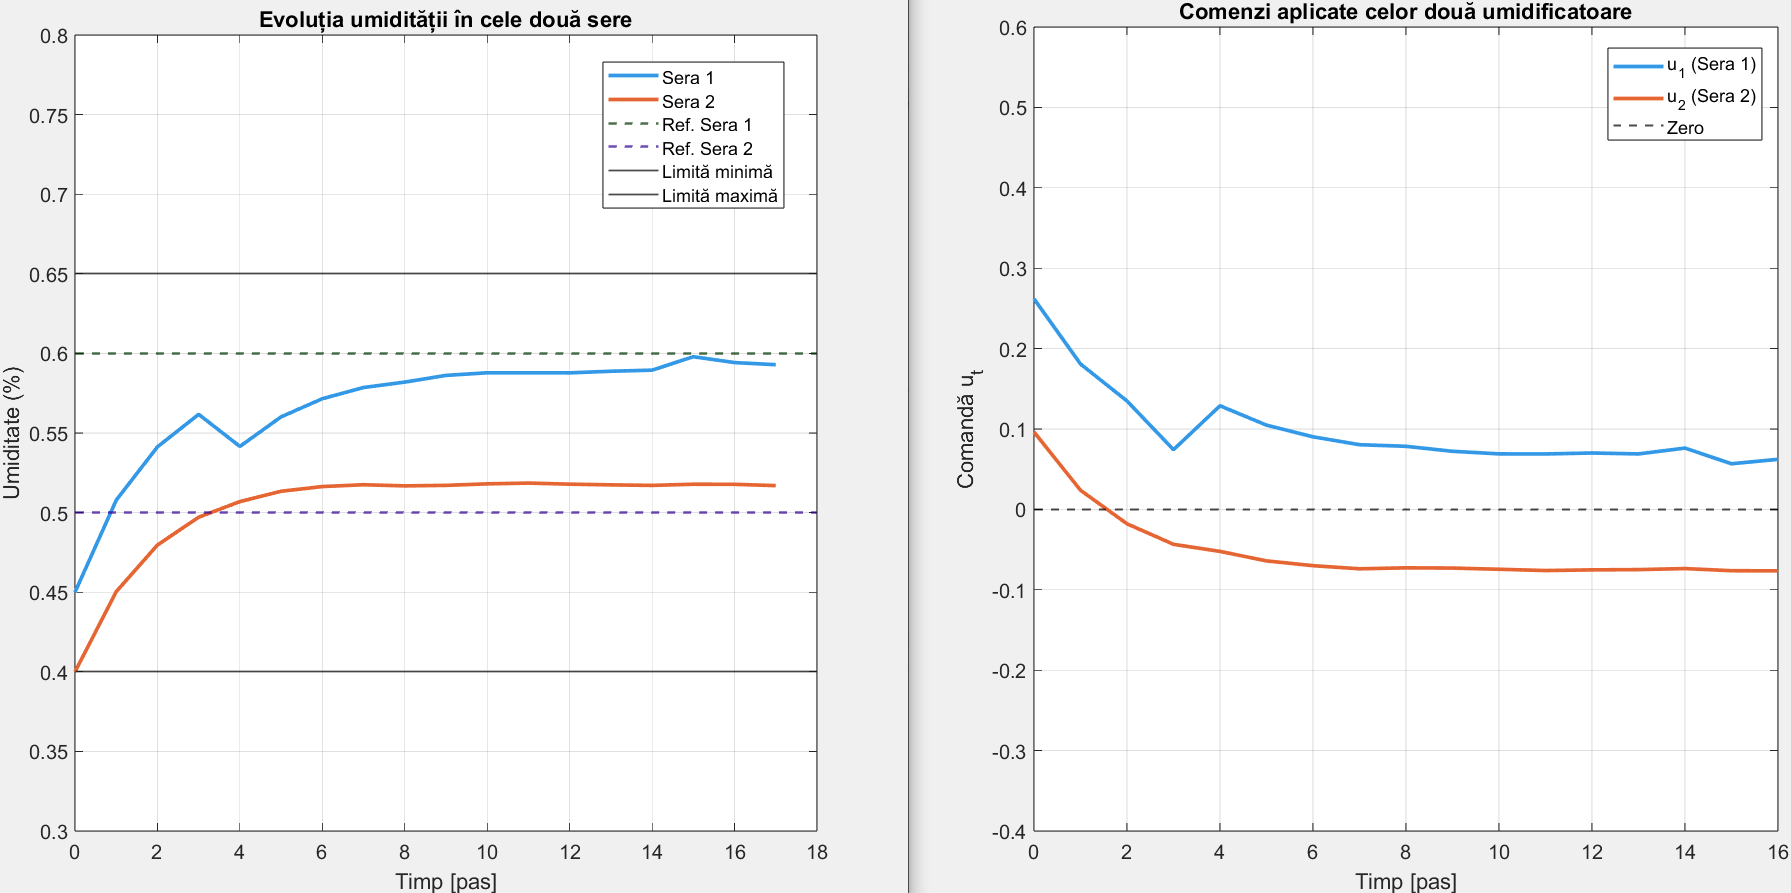 Evoluția umidității în cele două sere
0.8
0.75
0.7
0.65
0.6
0.55
0.5
0.45
0.4
0.35
0.3
Umiditate (%)
Sera 1
Sera 2
Ref. Sera 1
Ref. Sera 2
Limită minimă
Limită maximă
0 2 4 6 8 10 12 14 16 18
Timp [pas]
Comenzi aplicate celor două umidificatoare
0.6
0.5
0.4
0.3
0.2
0.1
0
-0.1
-0.2
-0.3
-0.4
Comandă u_t
u_1 (Sera 1)
u_2 (Sera 2)
Zero
0 2 4 6 8 10 12 14 16
Timp [pas]